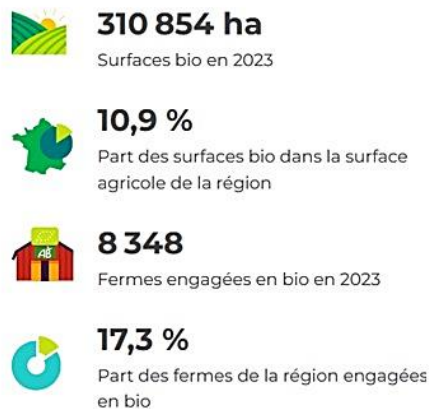 310 854 ha
Surfaces bio en 2023
10,9 %
Part des surfaces bio dans la surface
agricole de la région
AB
8 348
Fermes engagées en bio en 2023
17,3 %
Part des fermes de la région engagées
en bio